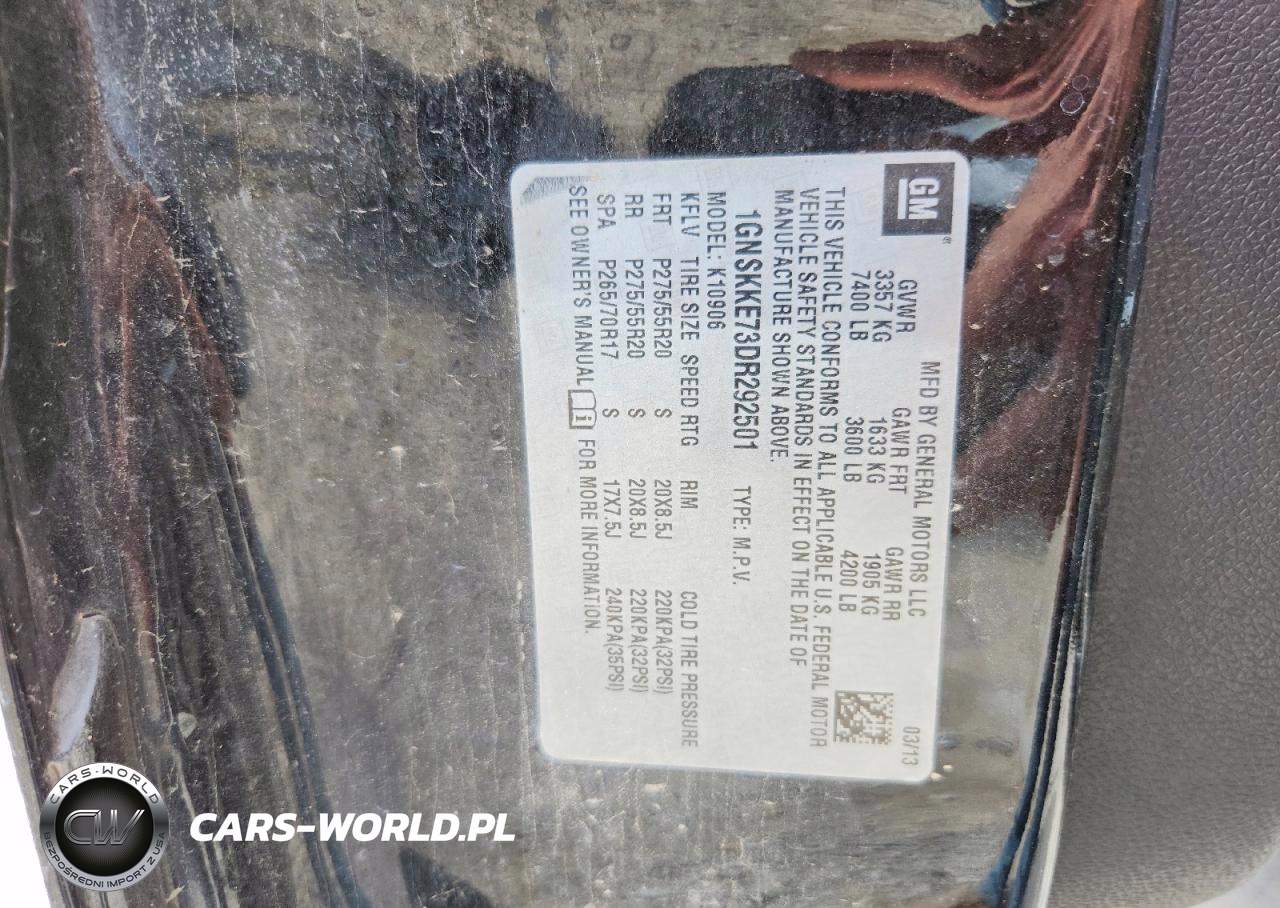 GM
MFD BY GENERAL MOTORS LLC 03/13
GVWR GAWR FRT GAWR RR
3357 KG 1633 KG 1905 KG
7400 LB 3600 LB 4200 LB
THIS VEHICLE CONFORMS TO ALL APPLICABLE U.S. FEDERAL MOTOR
VEHICLE SAFETY STANDARDS IN EFFECT ON THE DATE OF
MANUFACTURE SHOWN ABOVE.
1GNSKKE73DR292501 TYPE: M.P.V.
MODEL: K10906
KFLV TIRE SIZE SPEED RTG RIM COLD TIRE PRESSURE
FRT P275/55R20 S 20X8.5J 220KPA(32PSI)
RR P275/55R20 S 20X8.5J 220KPA(32PSI)
SPA P265/70R17 S 17X7.5J 240KPA(35PSI)
SEE OWNER'S MANUAL i FOR MORE INFORMATION.
CARS-WORLD
CW
BEZPOŚREDNI IMPORT Z USA
CARS-WORLD.PL